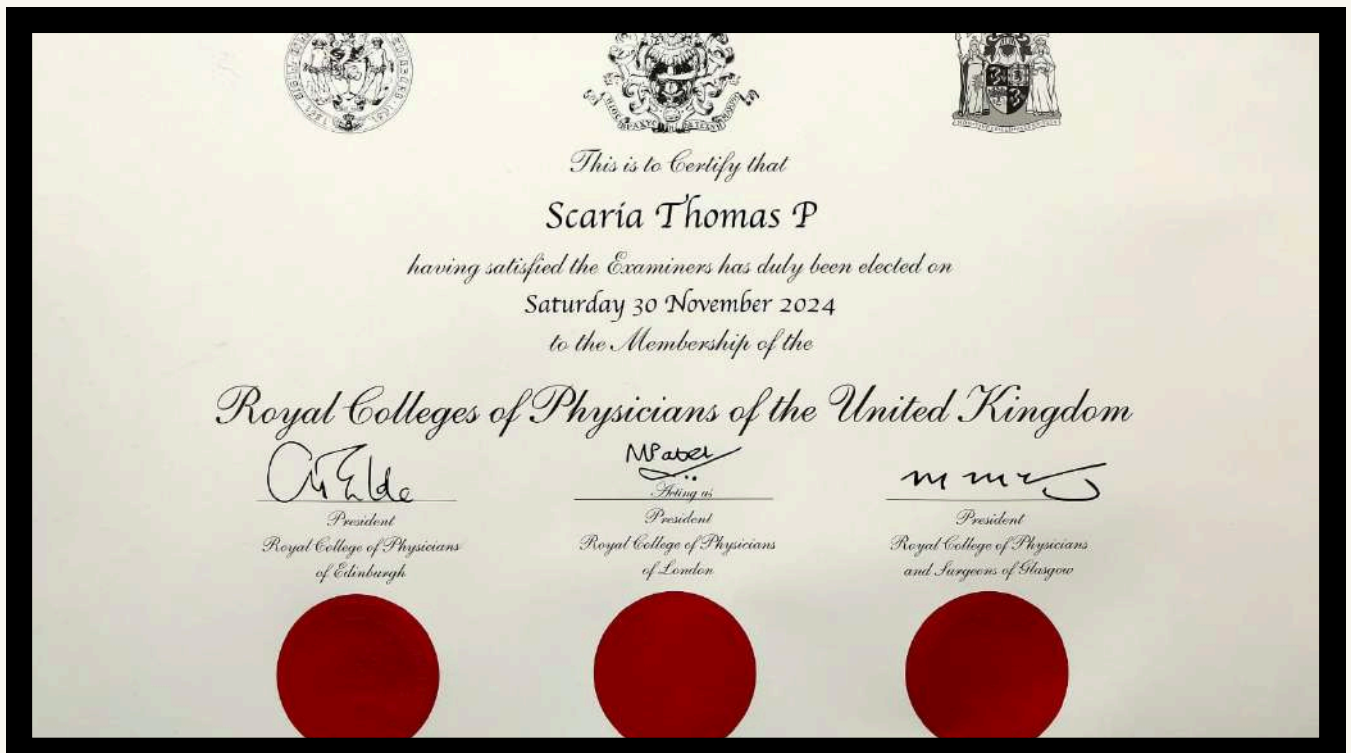 This is to Certify that
Scaria Thomas P
having satisfied the Examiners has duly been elected on
Saturday 30 November 2024
to the Membership of the
Royal Colleges of Physicians of the United Kingdom
Acting as
President
Royal College of Physicians
of Edinburgh
President
Royal College of Physicians
of London
President
Royal College of Physicians
and Surgeons of Glasgow